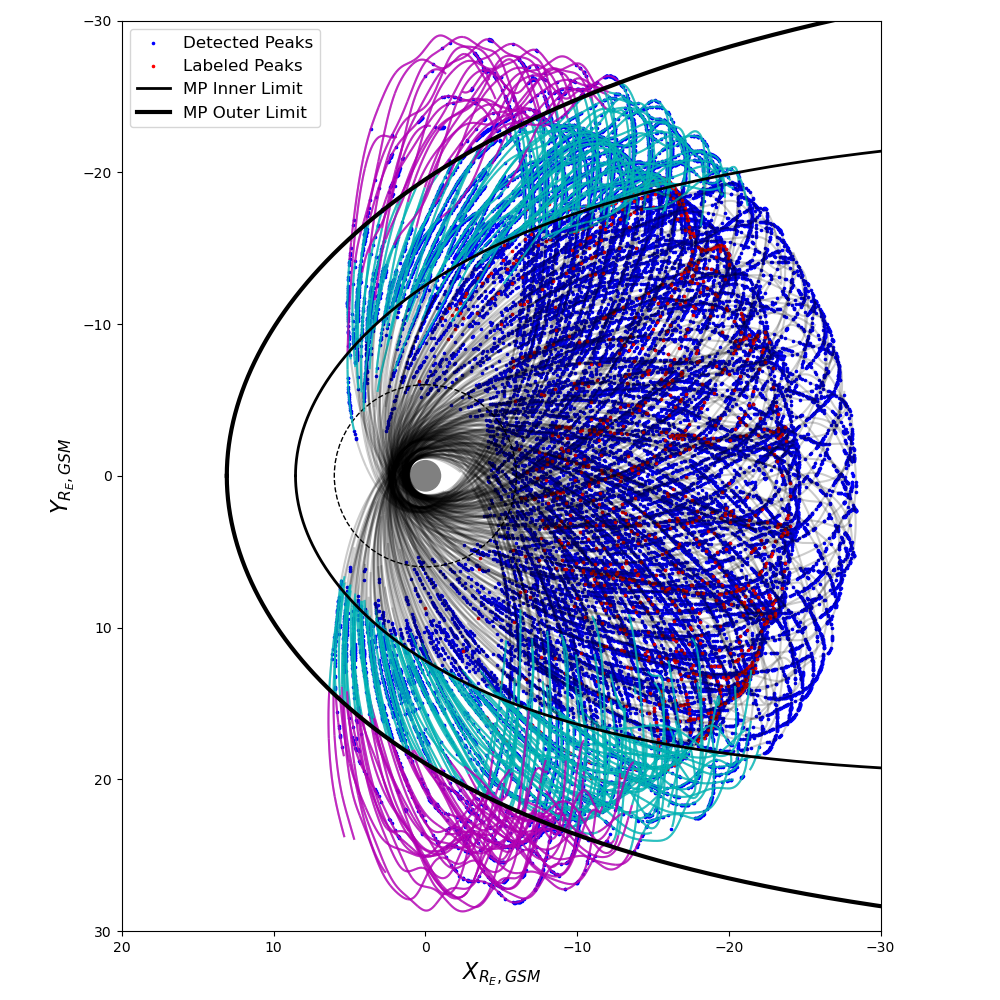 Detected Peaks
Labeled Peaks
MP Inner Limit
MP Outer Limit
−30
−20
−10
0
10
20
30
Y_{R_E, GSM}
20
10
0
−10
−20
−30
X_{R_E, GSM}